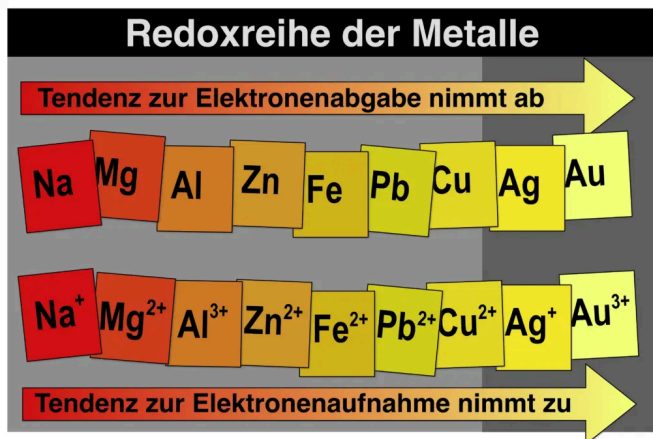 Redoxreihe der Metalle
Tendenz zur Elektronenabgabe nimmt ab
Na Mg Al Zn Fe Pb Cu Ag Au
Na⁺ Mg²⁺ Al³⁺ Zn²⁺ Fe²⁺ Pb²⁺ Cu²⁺ Ag⁺ Au³⁺
Tendenz zur Elektronenaufnahme nimmt zu